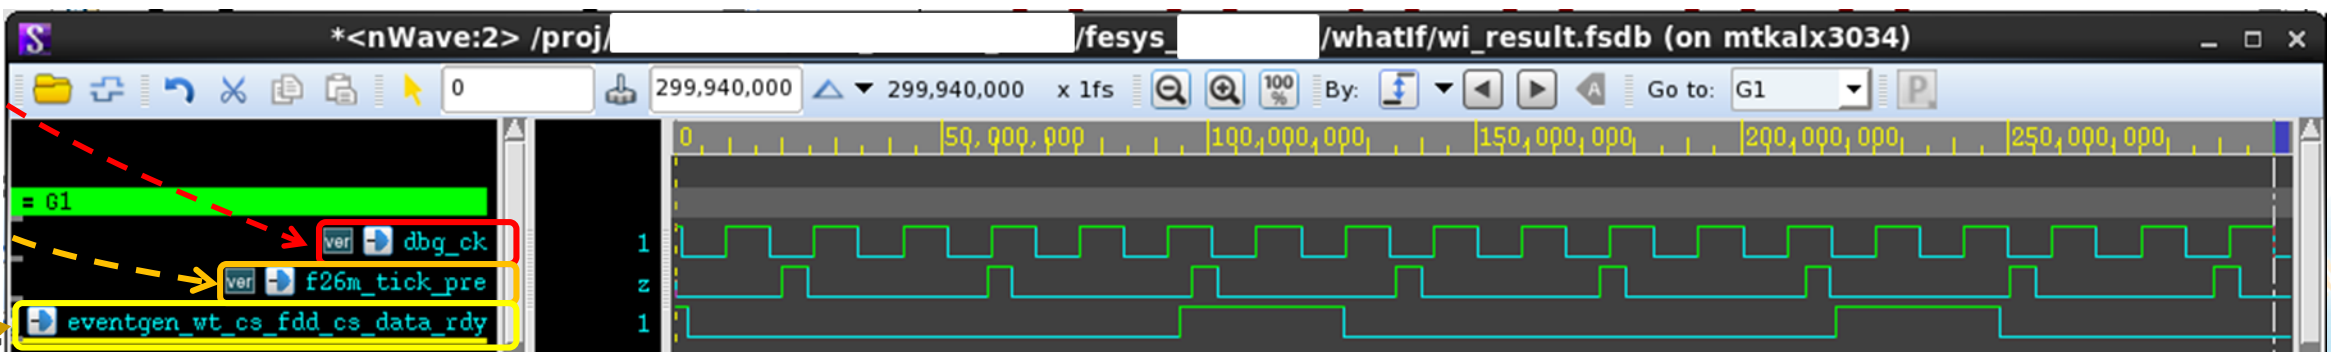 S *<nWave:2> /proj/ /fesys_ /whatIf/wi_result.fsdb (on mtkalx3034)
0 299,940,000 299,940,000 x 1fs 100% By: A Go to: G1 P
0 50,000,000 100,000,000 150,000,000 200,000,000 250,000,000
= G1
ver dbg_ck 1
ver f26m_tick_pre z
eventgen_wt_cs_fdd_cs_data_rdy 1